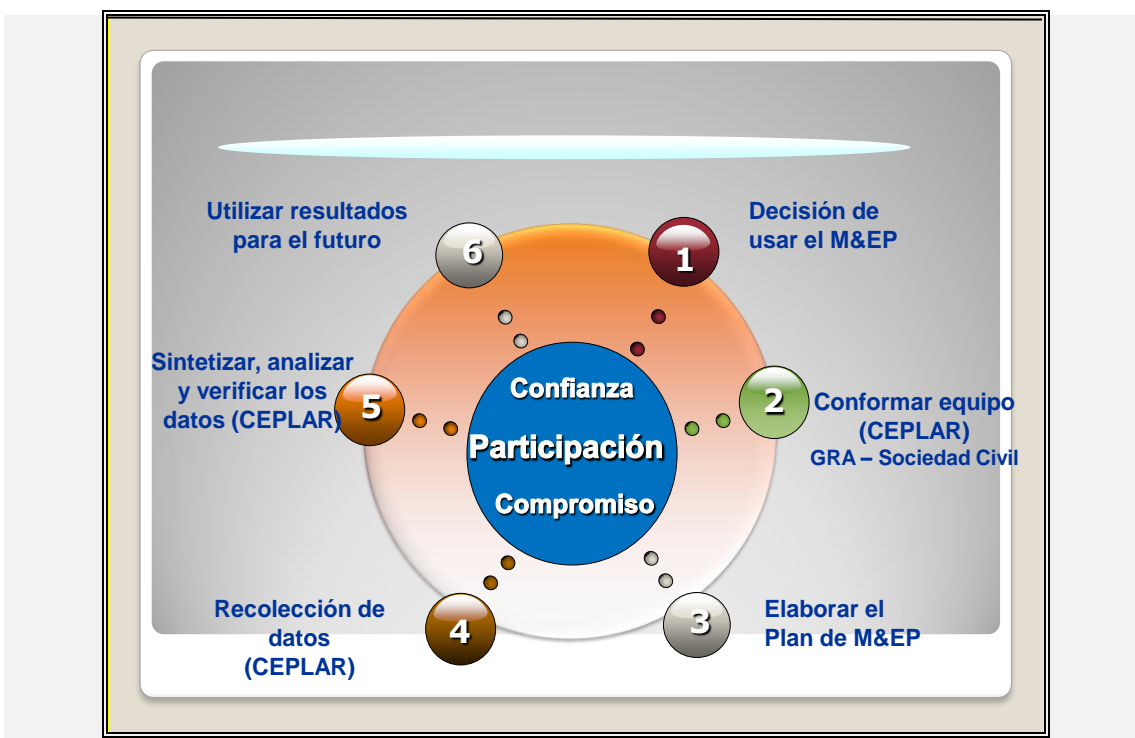 Utilizar resultados
para el futuro
6
1
Decisión de
usar el M&EP
Sintetizar, analizar
y verificar los
datos (CEPLAR)
5
Confianza
Participación
Compromiso
2
Conformar equipo
(CEPLAR)
GRA – Sociedad Civil
Recolección de
datos
(CEPLAR)
4
3
Elaborar el
Plan de M&EP